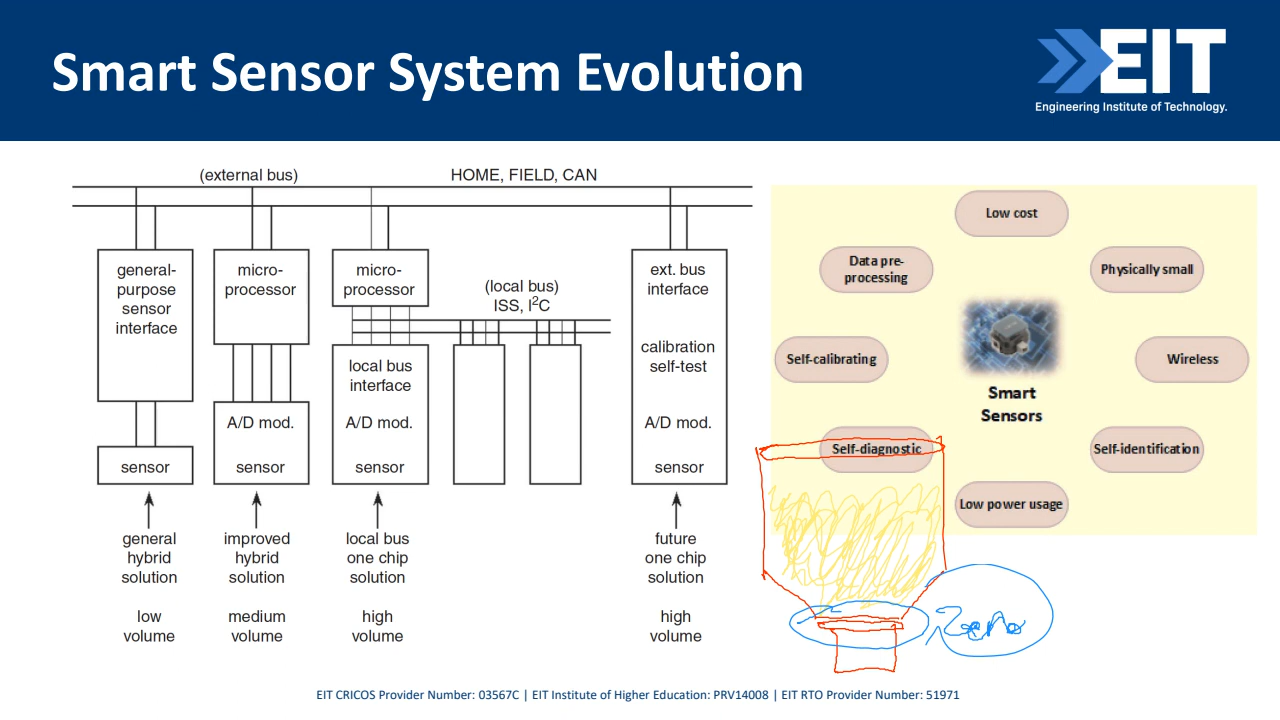 Smart Sensor System Evolution
EIT
Engineering Institute of Technology.
(external bus)
HOME, FIELD, CAN
general-
purpose
sensor
interface
sensor
micro-
processor
A/D mod.
sensor
micro-
processor
local bus
interface
A/D mod.
sensor
(local bus)
ISS, I²C
ext. bus
interface
calibration
self-test
A/D mod.
sensor
general
hybrid
solution
low
volume
improved
hybrid
solution
medium
volume
local bus
one chip
solution
high
volume
future
one chip
solution
high
volume
Low cost
Data pre-
processing
Physically small
Self-calibrating
Wireless
Smart
Sensors
Self-diagnostic
Self-identification
Low power usage
EIT CRICOS Provider Number: 03567C | EIT Institute of Higher Education: PRV14008 | EIT RTO Provider Number: 51971